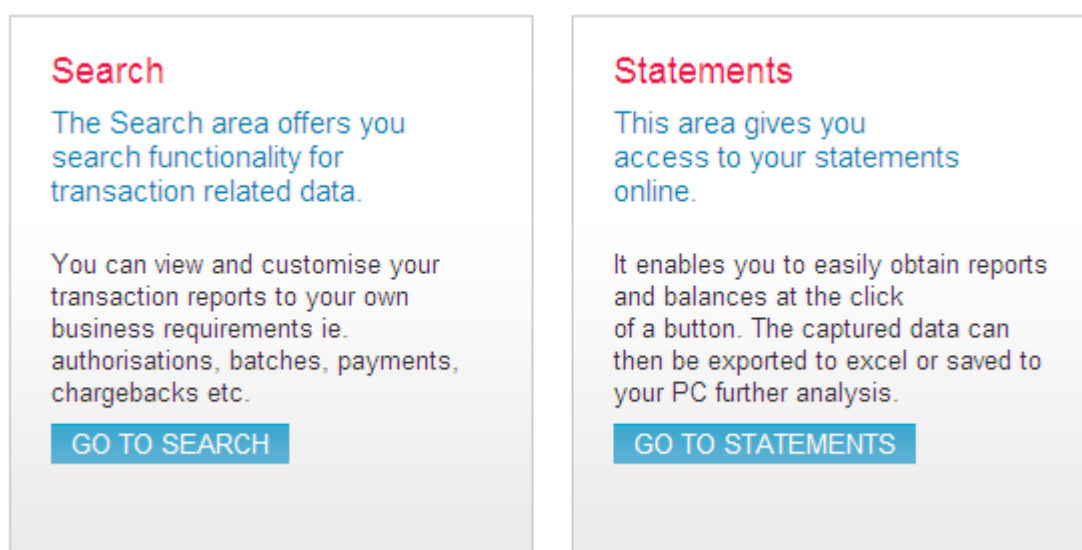 Search
The Search area offers you
search functionality for
transaction related data.
You can view and customise your
transaction reports to your own
business requirements ie.
authorisations, batches, payments,
chargebacks etc.
GO TO SEARCH
Statements
This area gives you
access to your statements
online.
It enables you to easily obtain reports
and balances at the click
of a button. The captured data can
then be exported to excel or saved to
your PC further analysis.
GO TO STATEMENTS